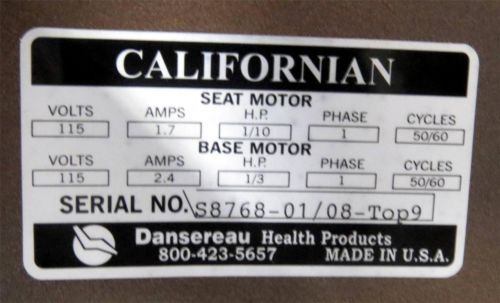 CALIFORNIAN
SEAT MOTOR
VOLTS AMPS H.P. PHASE CYCLES
115 1.7 1/10 1 50/60
BASE MOTOR
VOLTS AMPS H.P. PHASE CYCLES
115 2.4 1/3 1 50/60
SERIAL NO. S8768-01/08-Top9
Dansereau Health Products
800-423-5657 MADE IN U.S.A.